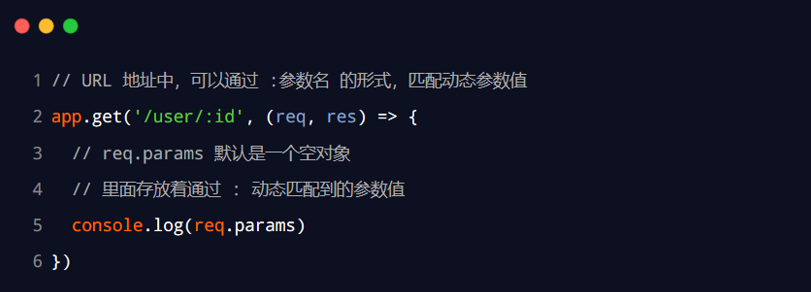 1 // URL 地址中，可以通过 :参数名 的形式，匹配动态参数值
2 app.get('/user/:id', (req, res) => {
3 // req.params 默认是一个空对象
4 // 里面存放着通过 : 动态匹配到的参数值
5 console.log(req.params)
6 })